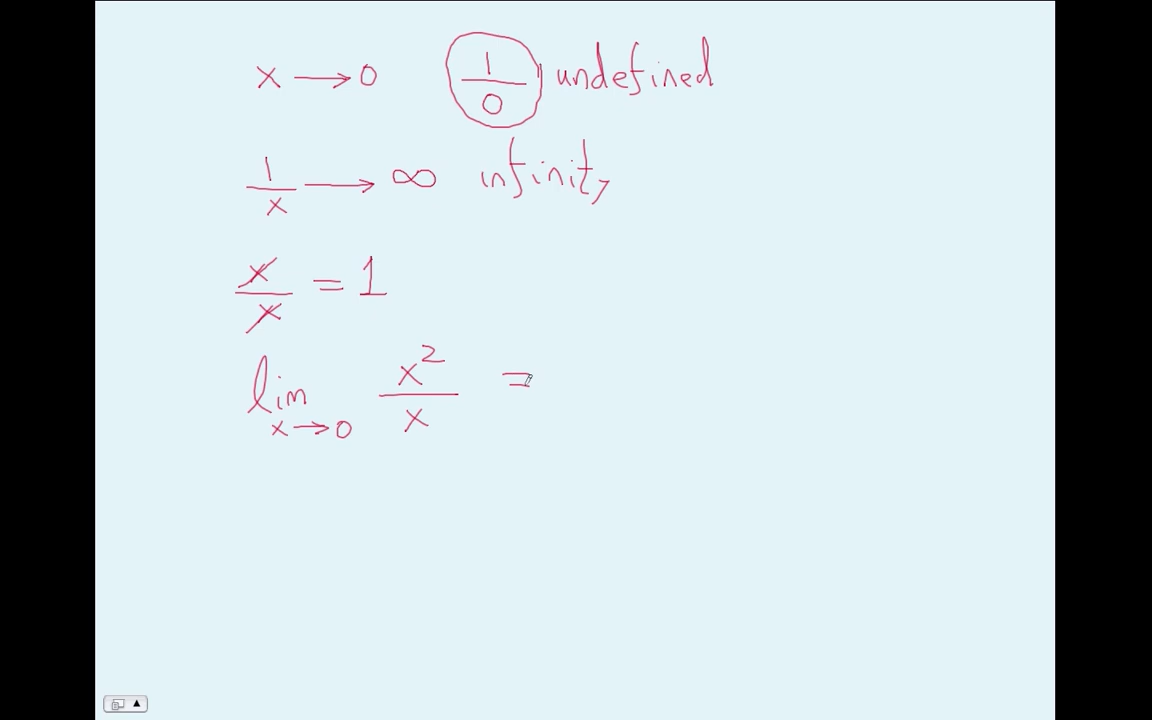 x → 0 1/0 undefined
1/x → ∞ infinity
x/x = 1
lim x→0 x²/x =